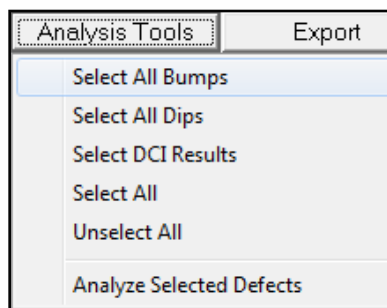 Analysis Tools Export
Select All Bumps
Select All Dips
Select DCI Results
Select All
Unselect All
Analyze Selected Defects